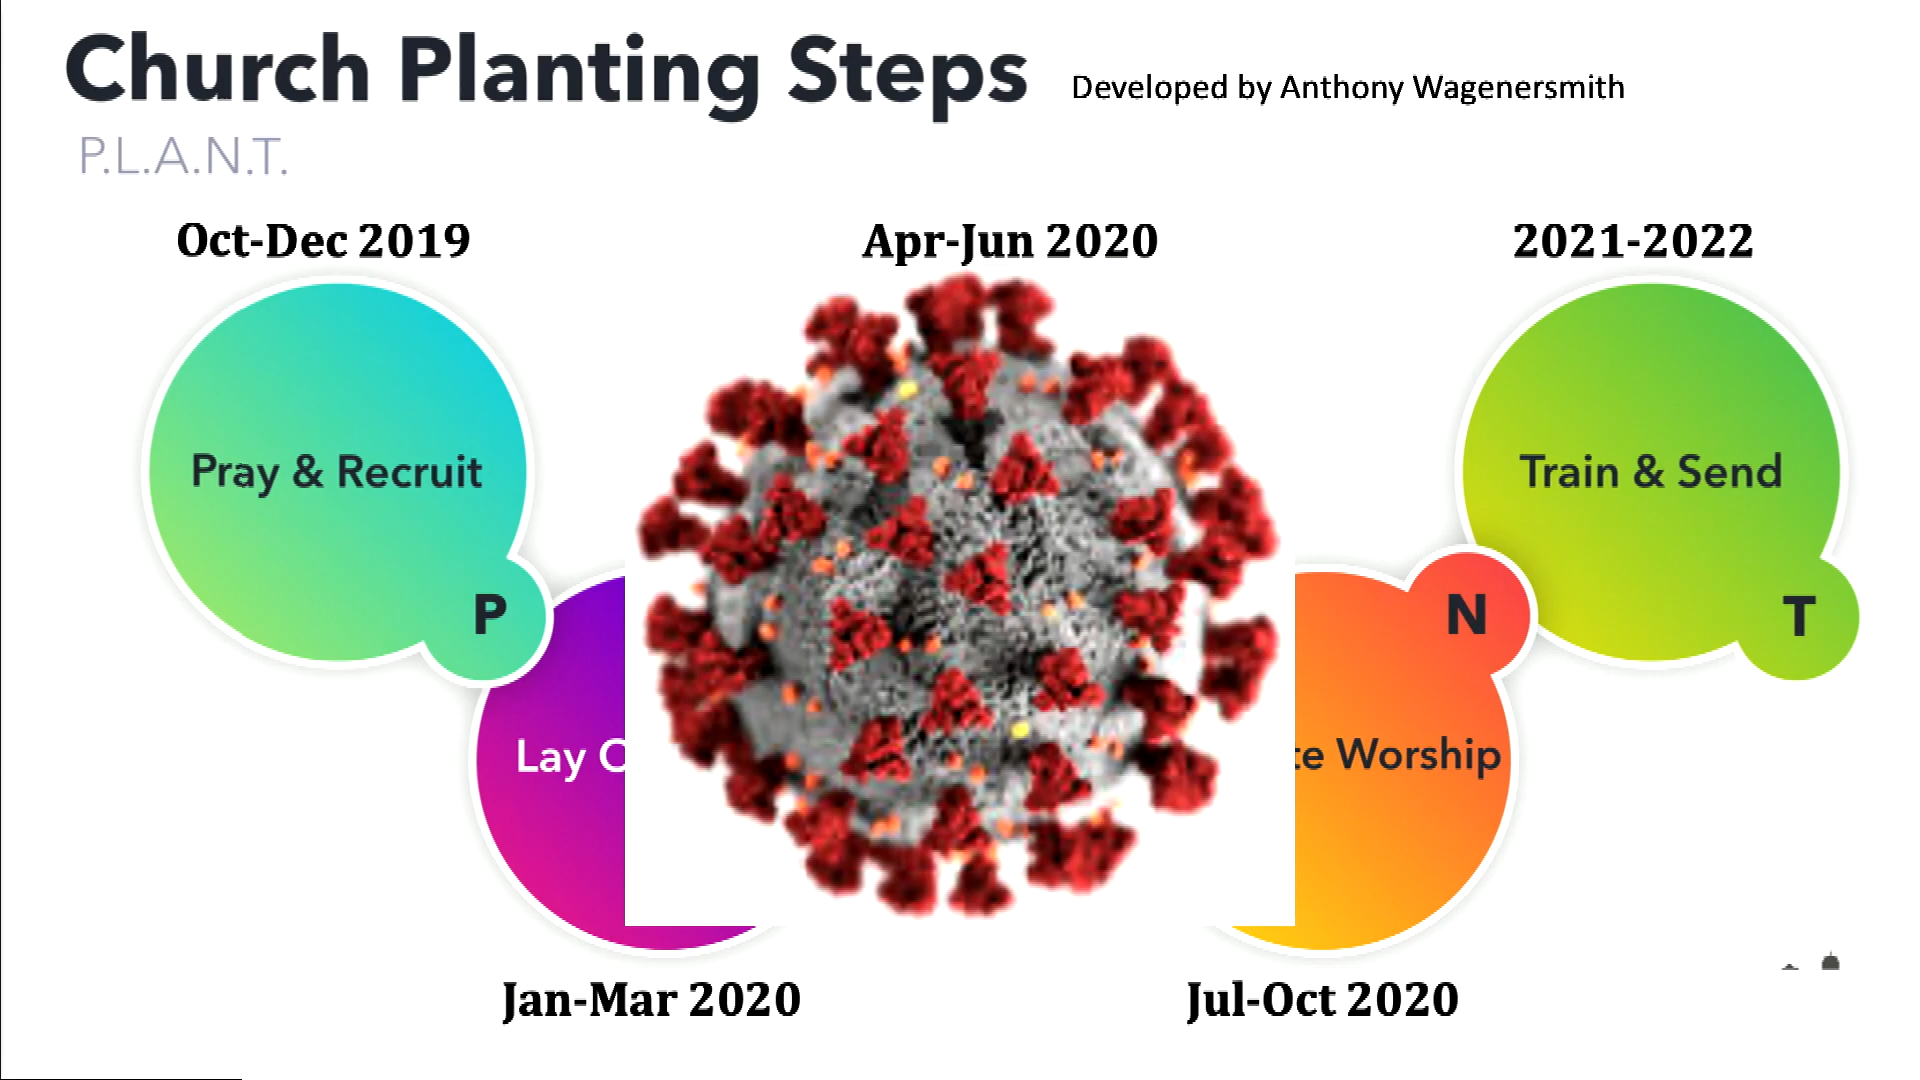 Church Planting Steps
Developed by Anthony Wagenersmith
P.L.A.N.T.
Oct-Dec 2019
Apr-Jun 2020
2021-2022
Pray & Recruit
Train & Send
P
N
T
Lay
te Worship
Jan-Mar 2020
Jul-Oct 2020